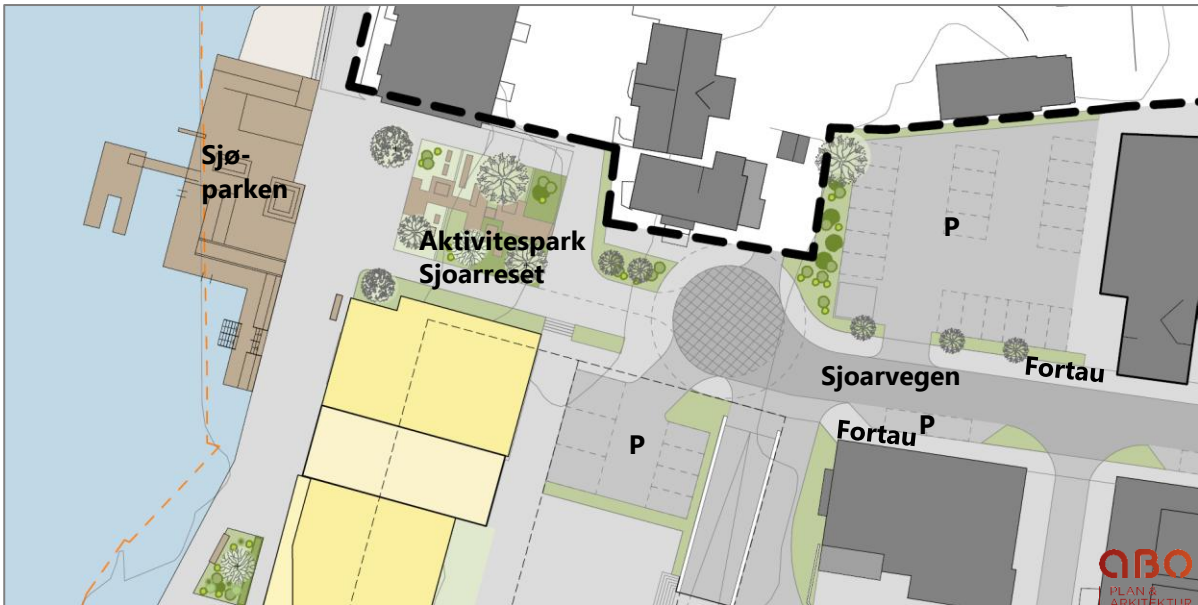 Sjø-
parken
Aktivitespark
Sjoarreset
P
Sjoarvegen
Fortau
P
Fortau
P
aBO
PLAN &
ARKITEKTUR